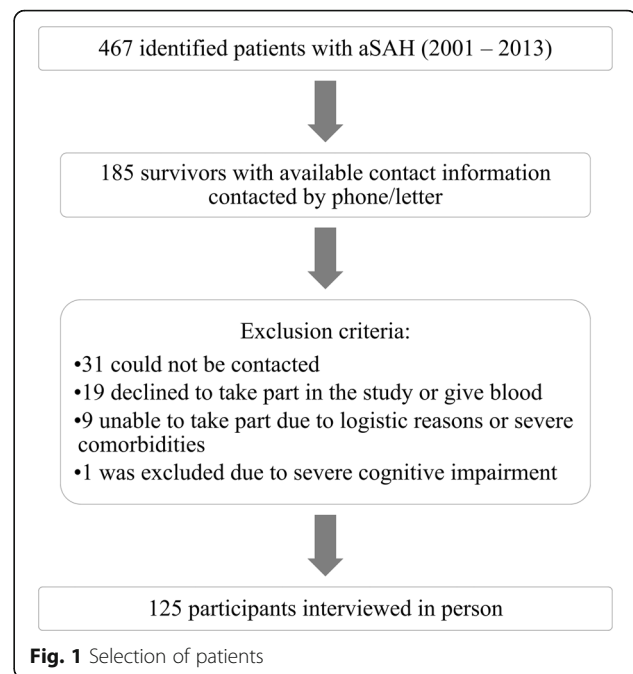 467 identified patients with aSAH (2001 – 2013)
185 survivors with available contact information
contacted by phone/letter
Exclusion criteria:
•31 could not be contacted
•19 declined to take part in the study or give blood
•9 unable to take part due to logistic reasons or severe
comorbidities
•1 was excluded due to severe cognitive impairment
125 participants interviewed in person
Fig. 1 Selection of patients